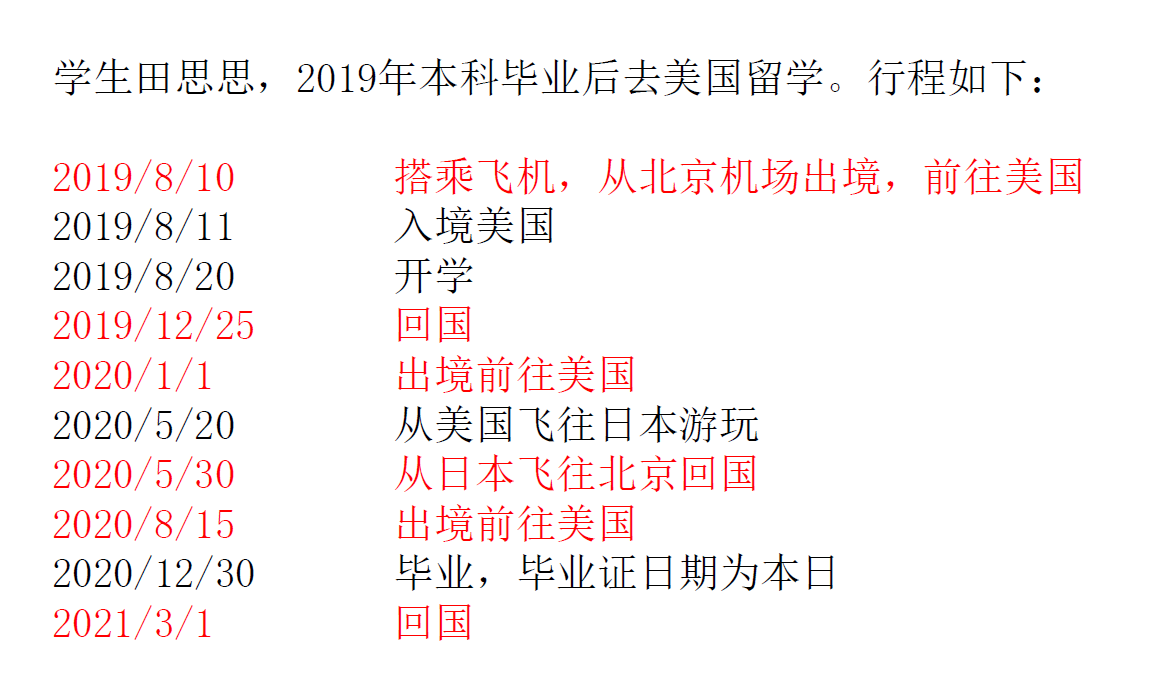 学生田思思，2019年本科毕业后去美国留学。行程如下：
2019/8/10 搭乘飞机，从北京机场出境，前往美国
2019/8/11 入境美国
2019/8/20 开学
2019/12/25 回国
2020/1/1 出境前往美国
2020/5/20 从美国飞往日本游玩
2020/5/30 从日本飞往北京回国
2020/8/15 出境前往美国
2020/12/30 毕业，毕业证日期为本日
2021/3/1 回国